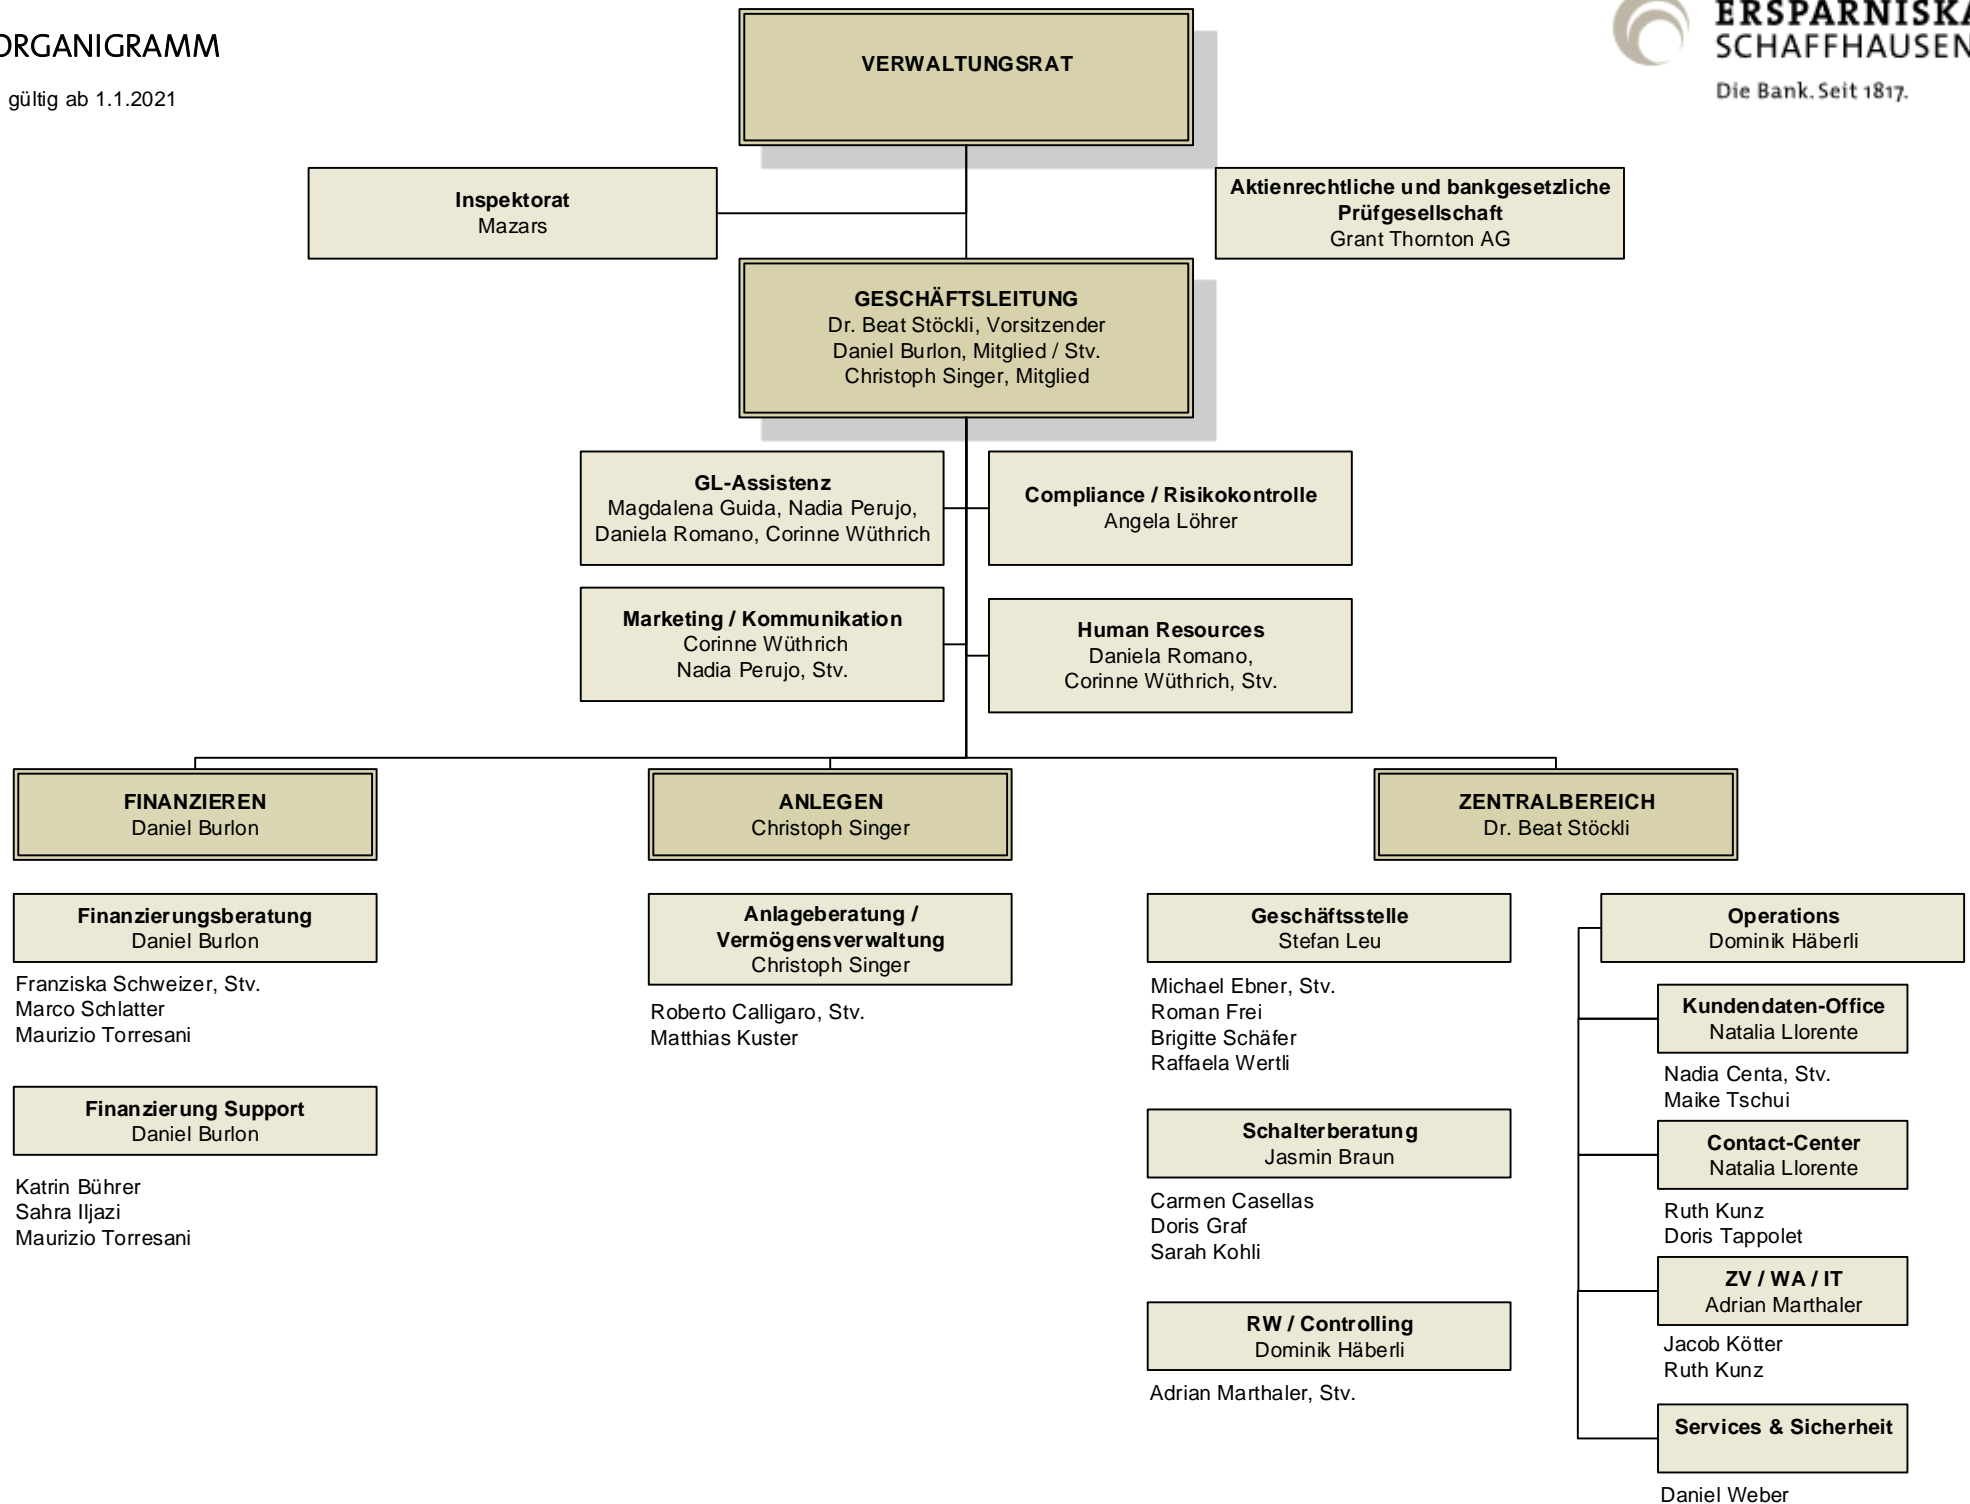 ORGANIGRAMM
gültig ab 1.1.2021
ERSPARNISKA
SCHAFFHAUSEN
Die Bank. Seit 1817.
VERWALTUNGSRAT
Inspektorat
Mazars
Aktienrechtliche und bankgesetzliche
Prüfgesellschaft
Grant Thornton AG
GESCHÄFTSLEITUNG
Dr. Beat Stöckli, Vorsitzender
Daniel Burlon, Mitglied / Stv.
Christoph Singer, Mitglied
GL-Assistenz
Magdalena Guida, Nadia Perujo,
Daniela Romano, Corinne Wüthrich
Compliance / Risikokontrolle
Angela Löhrer
Marketing / Kommunikation
Corinne Wüthrich
Nadia Perujo, Stv.
Human Resources
Daniela Romano,
Corinne Wüthrich, Stv.
FINANZIEREN
Daniel Burlon
Finanzierungsberatung
Daniel Burlon
Franziska Schweizer, Stv.
Marco Schlatter
Maurizio Torresani
Finanzierung Support
Daniel Burlon
Katrin Bührer
Sahra Iljazi
Maurizio Torresani
ANLEGEN
Christoph Singer
Anlageberatung /
Vermögensverwaltung
Christoph Singer
Roberto Calligaro, Stv.
Matthias Kuster
ZENTRALBEREICH
Dr. Beat Stöckli
Geschäftsstelle
Stefan Leu
Michael Ebner, Stv.
Roman Frei
Brigitte Schäfer
Raffaela Wertli
Schalterberatung
Jasmin Braun
Carmen Casellas
Doris Graf
Sarah Kohli
RW / Controlling
Dominik Häberli
Adrian Marthaler, Stv.
Operations
Dominik Häberli
Kundendaten-Office
Natalia Llorente
Nadia Centa, Stv.
Maike Tschui
Contact-Center
Natalia Llorente
Ruth Kunz
Doris Tappolet
ZV / WA / IT
Adrian Marthaler
Jacob Kötter
Ruth Kunz
Services & Sicherheit
Daniel Weber